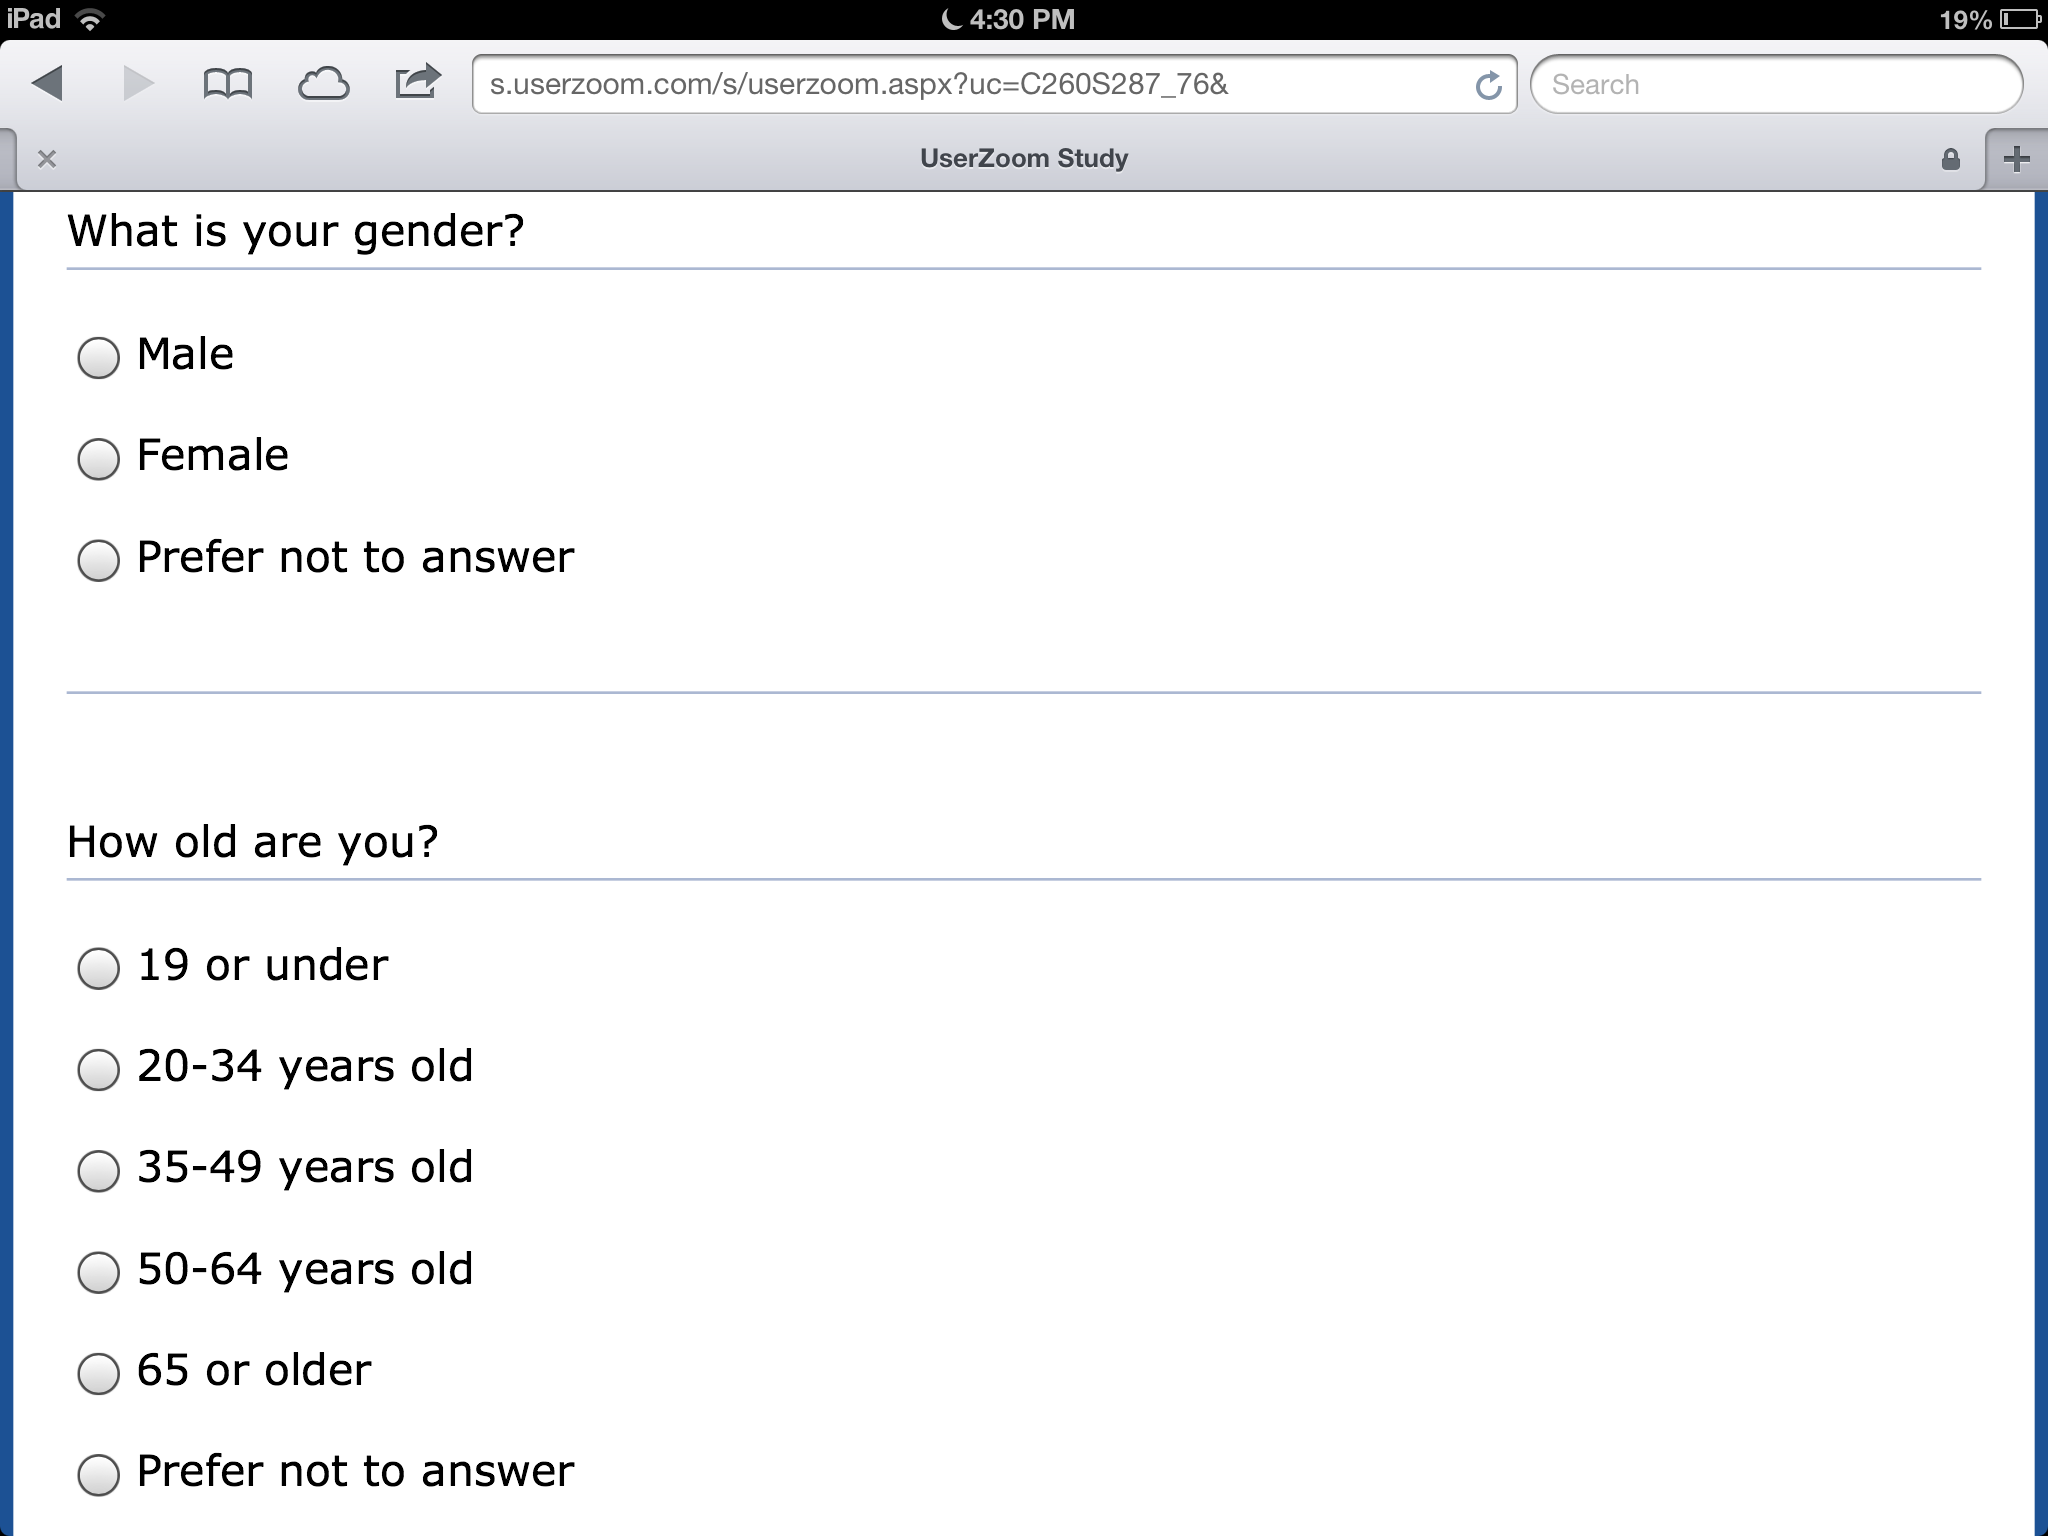 iPad 4:30 PM 19%
s.userzoom.com/s/userzoom.aspx?uc=C260S287_76& Search
UserZoom Study
What is your gender?
Male
Female
Prefer not to answer
How old are you?
19 or under
20-34 years old
35-49 years old
50-64 years old
65 or older
Prefer not to answer